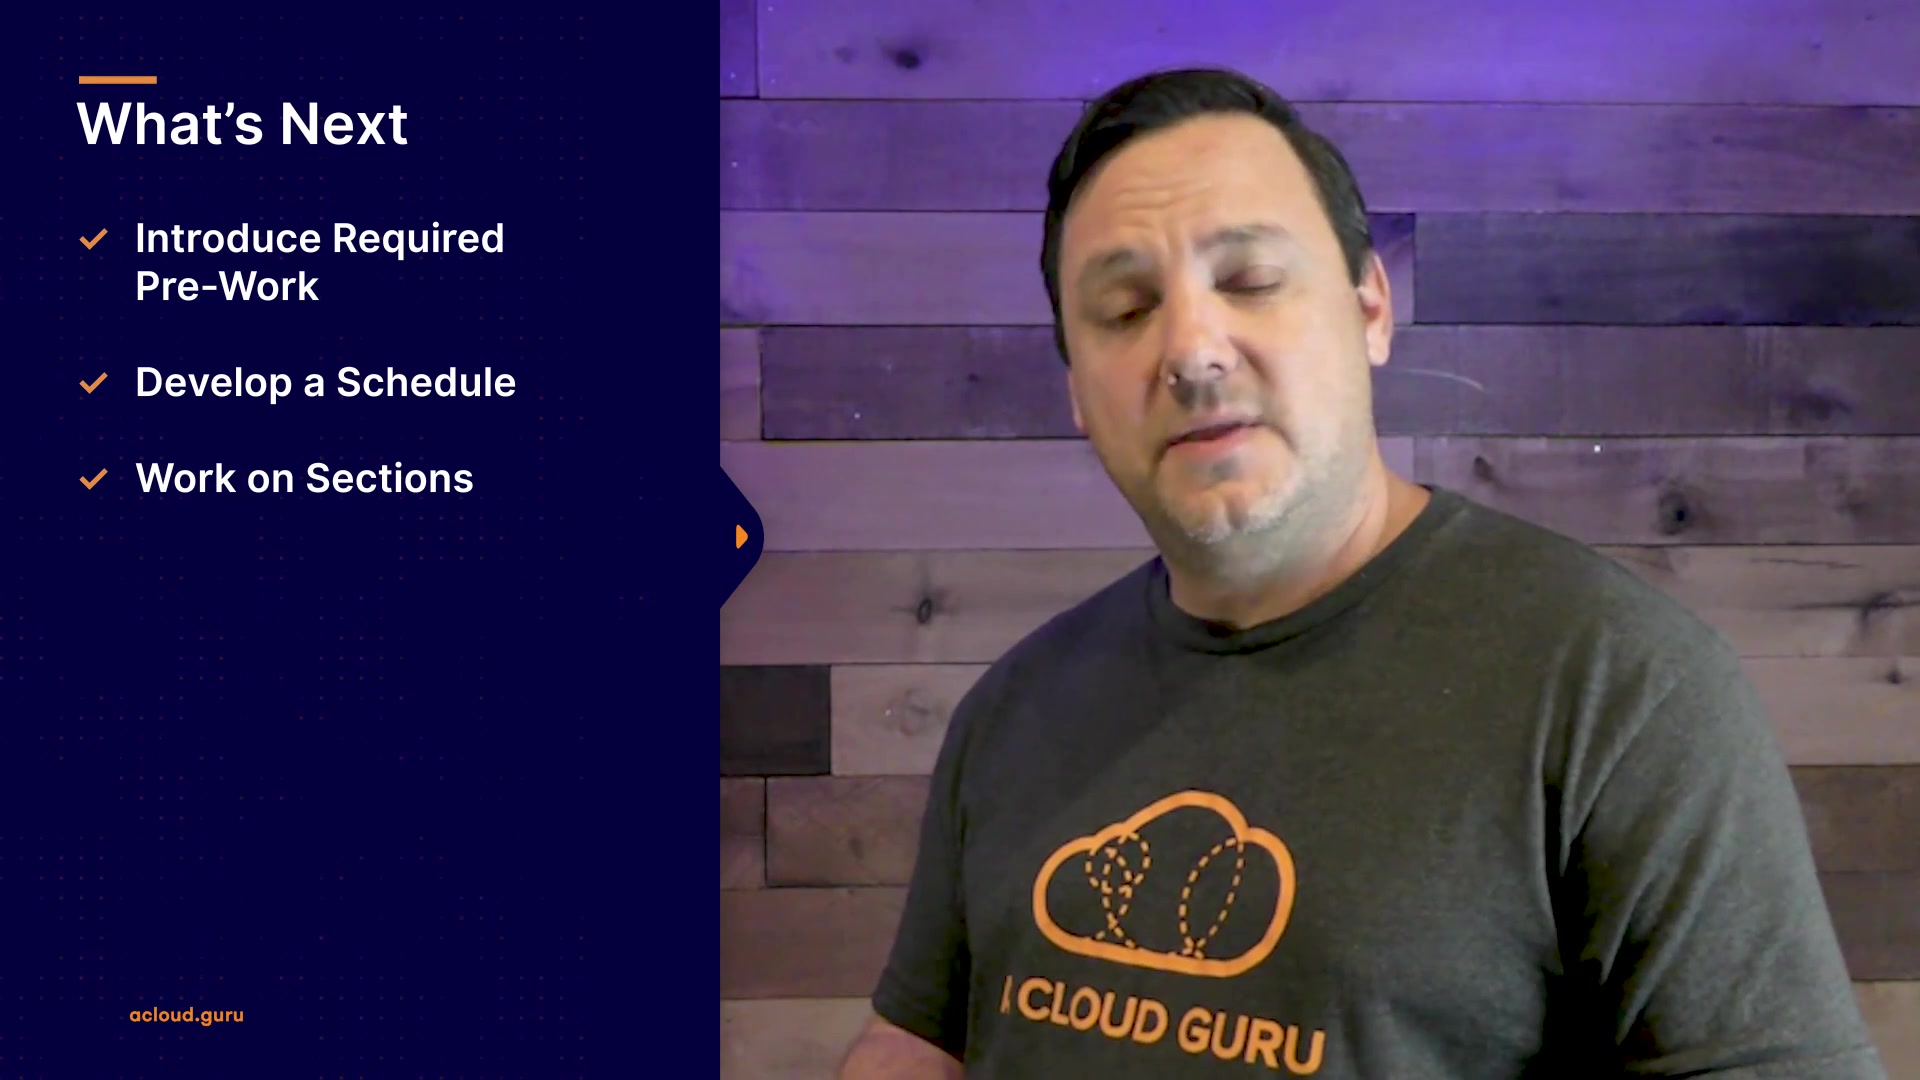 What’s Next
Introduce Required
Pre-Work
Develop a Schedule
Work on Sections
acloud.guru
CLOUD GURU